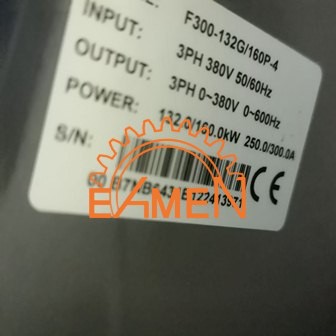 F300-132G/160P-4
INPUT: 3PH 380V 50/60Hz
OUTPUT: 3PH 0~380V 0~600Hz
POWER: 132.0/160.0kW 250.0/300.0A
S/N:
CE
EAMEN